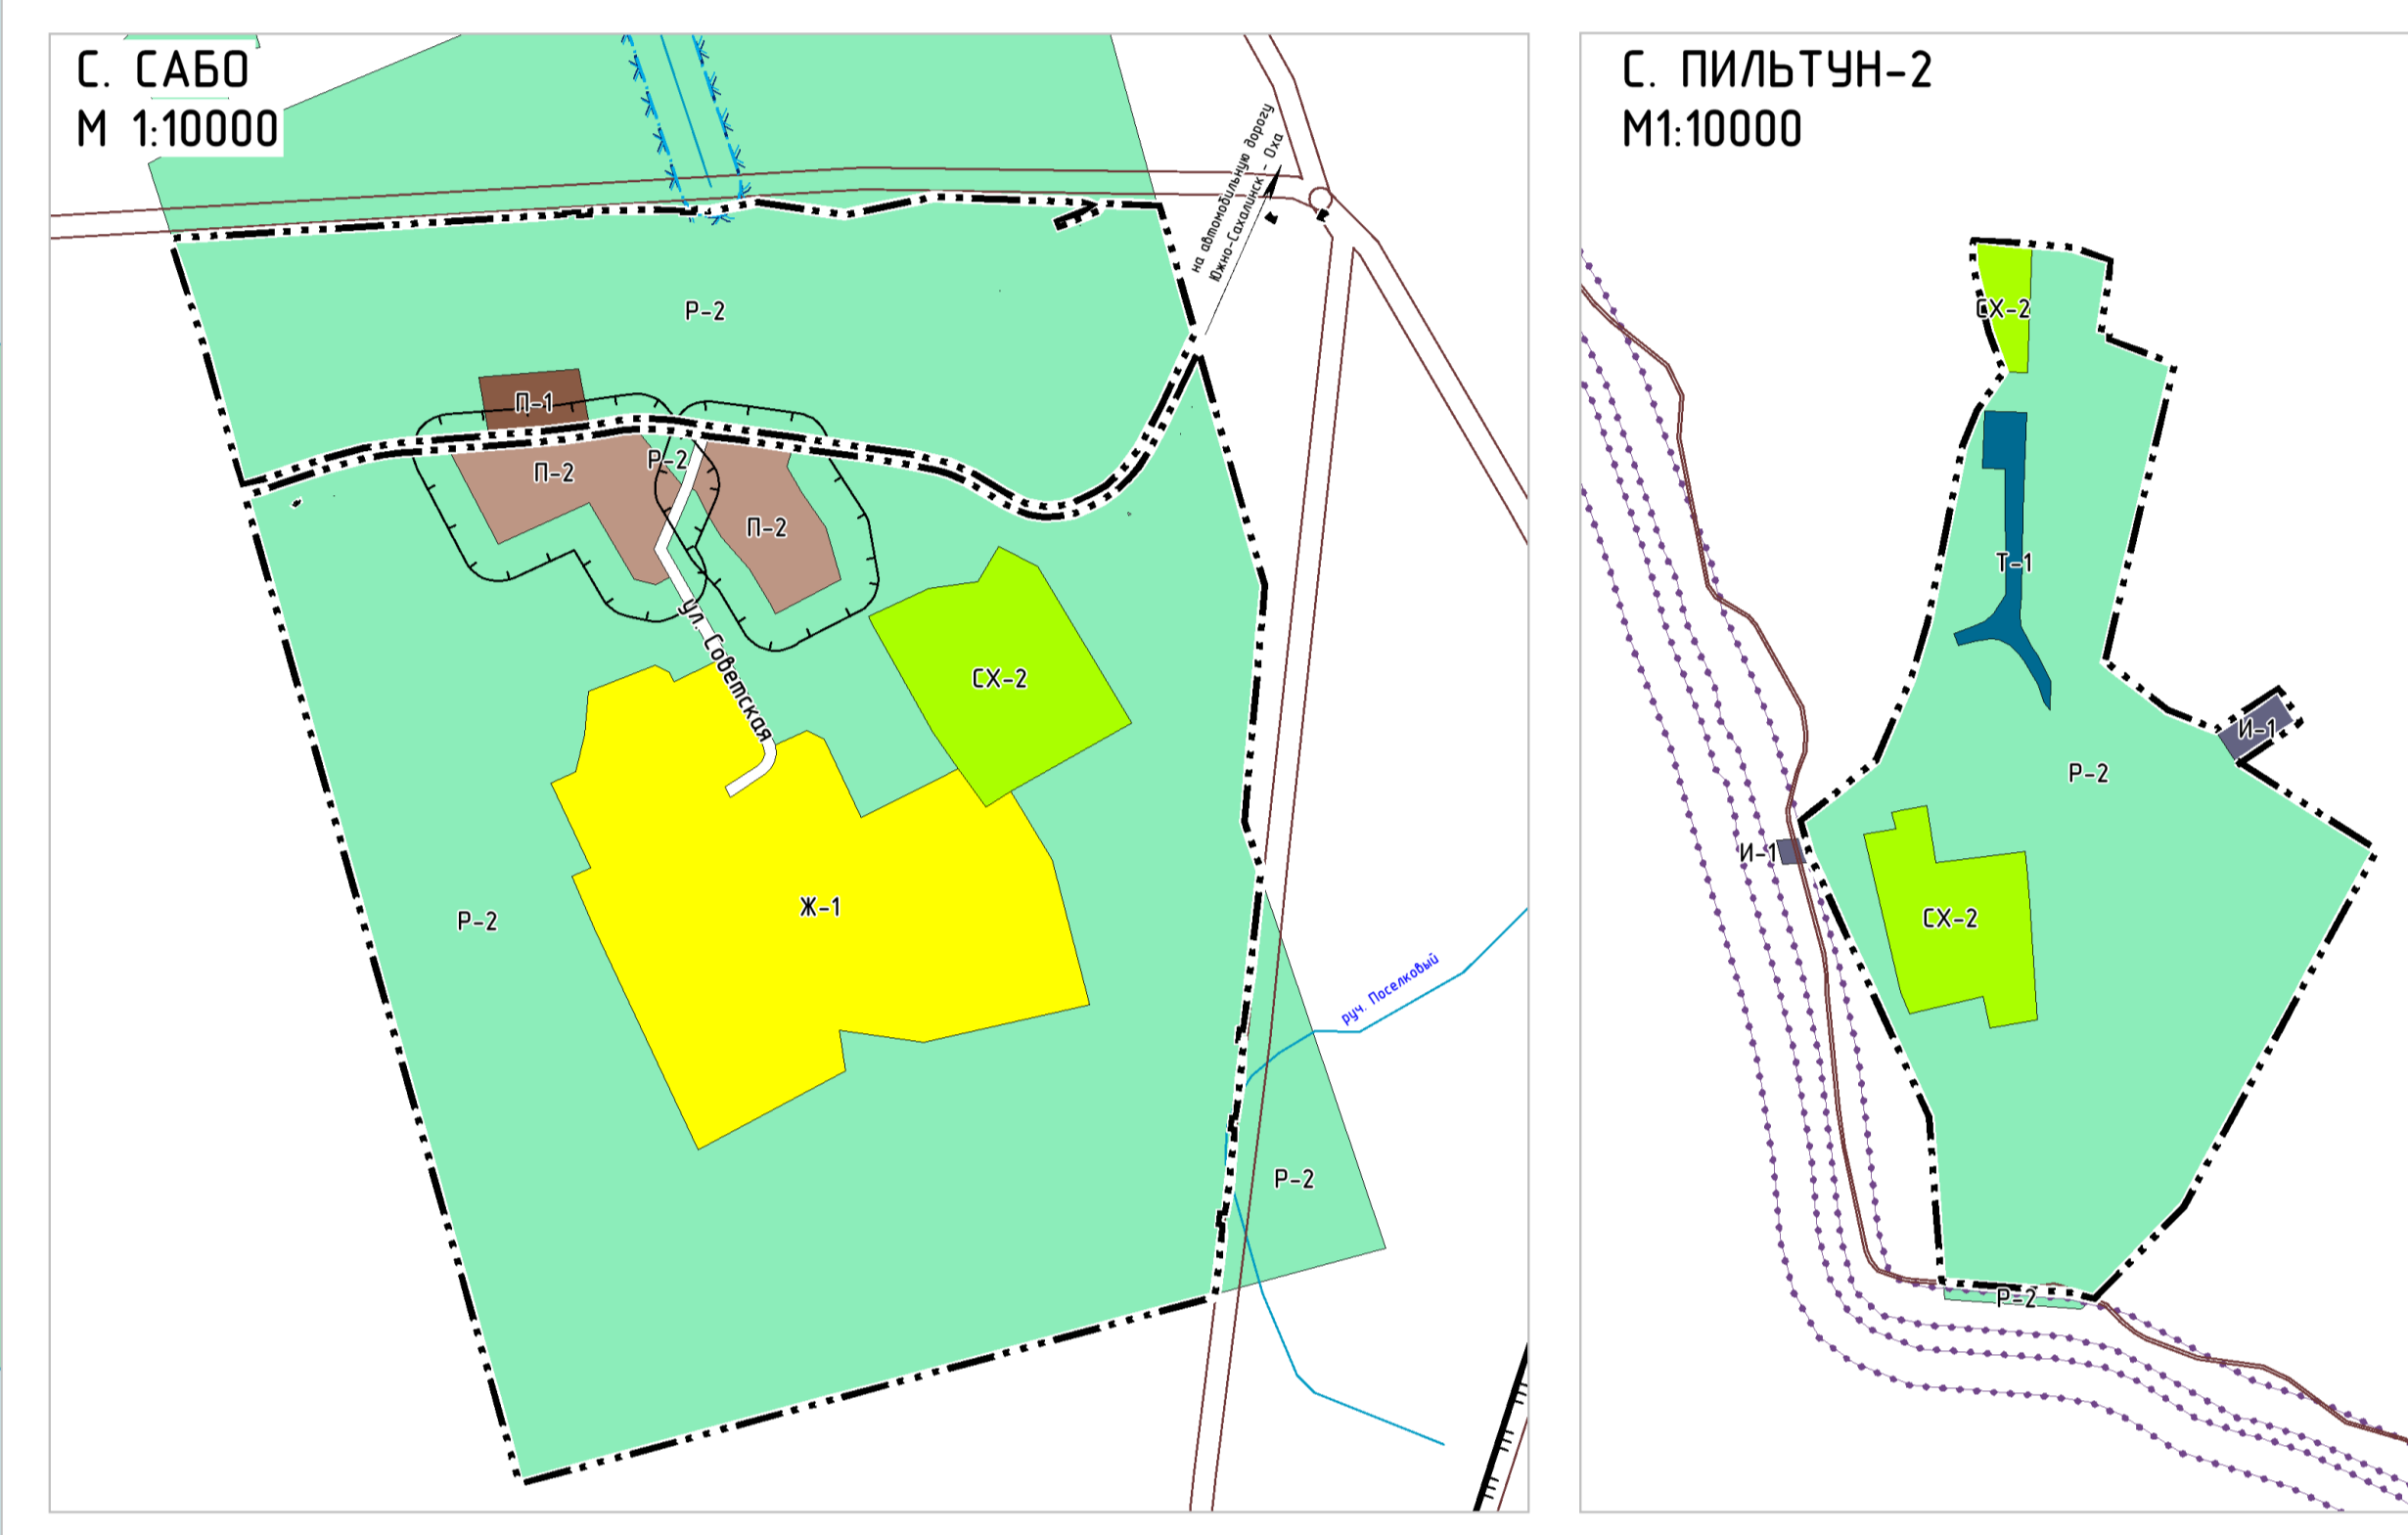 С. САБО
М 1:10000
на автомобильную дорогу
Южно-Сахалинск - Оха
Р-2
П-1
Р-2
П-2
П-2
ул. Советская
СХ-2
Ж-1
Р-2
руч. Поселковый
Р-2
С. ПИЛЬТУН-2
М1:10000
СХ-2
Т-1
И-1
Р-2
И-1
СХ-2
Р-2